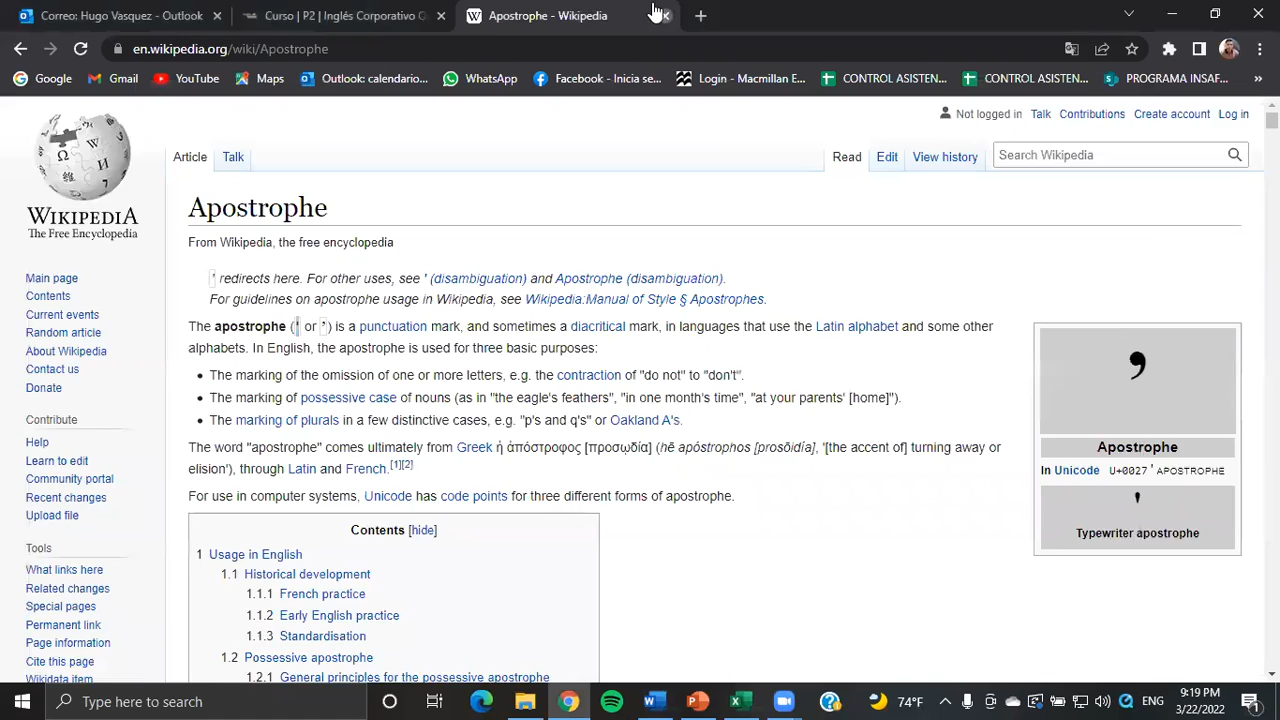 Correo: Hugo Vasquez - Outlook
Curso | P2 | Inglés Corporativo G
Apostrophe - Wikipedia
en.wikipedia.org/wiki/Apostrophe
Google
Gmail
YouTube
Maps
Outlook: calendario...
WhatsApp
Facebook - Inicia se...
Login - Macmillan E...
CONTROL ASISTEN...
CONTROL ASISTEN...
PROGRAMA INSAF...
Not logged in Talk Contributions Create account Log in
Article Talk
Read Edit View history
Search Wikipedia
WIKIPEDIA
The Free Encyclopedia
Main page
Contents
Current events
Random article
About Wikipedia
Contact us
Donate
Contribute
Help
Learn to edit
Community portal
Recent changes
Upload file
Tools
What links here
Related changes
Special pages
Permanent link
Page information
Cite this page
Wikidata item
Apostrophe
From Wikipedia, the free encyclopedia
' redirects here. For other uses, see ' (disambiguation) and Apostrophe (disambiguation).
For guidelines on apostrophe usage in Wikipedia, see Wikipedia:Manual of Style § Apostrophes.
The apostrophe (' or ’) is a punctuation mark, and sometimes a diacritical mark, in languages that use the Latin alphabet and some other
alphabets. In English, the apostrophe is used for three basic purposes:
• The marking of the omission of one or more letters, e.g. the contraction of "do not" to "don't".
• The marking of possessive case of nouns (as in "the eagle's feathers", "in one month's time", "at your parents' [home]").
• The marking of plurals in a few distinctive cases, e.g. "p's and q's" or Oakland A's.
The word "apostrophe" comes ultimately from Greek ἡ ἀπόστροφος [προσῳδία] (hē apóstrophos [prosōidía], '[the accent of] turning away or
elision'), through Latin and French.[1][2]
For use in computer systems, Unicode has code points for three different forms of apostrophe.
Contents [hide]
1 Usage in English
1.1 Historical development
1.1.1 French practice
1.1.2 Early English practice
1.1.3 Standardisation
1.2 Possessive apostrophe
1.2.1 General principles for the possessive apostrophe
’
Apostrophe
In Unicode U+0027 ' APOSTROPHE
'
Typewriter apostrophe
Type here to search
74°F
ENG
9:19 PM
3/22/2022